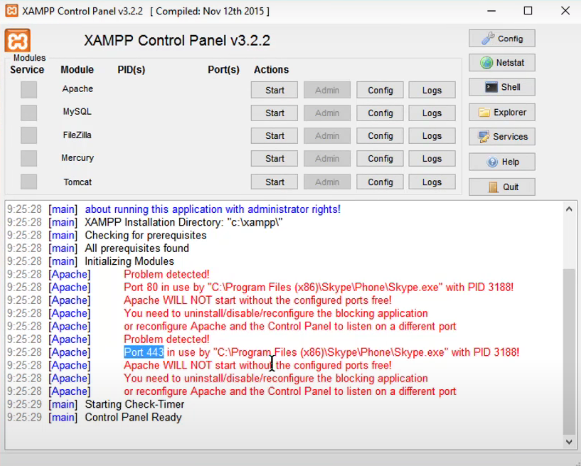 XAMPP Control Panel v3.2.2 [ Compiled: Nov 12th 2015 ]
XAMPP Control Panel v3.2.2
Config
Netstat
Shell
Explorer
Services
Help
Quit
Modules
Service Module PID(s) Port(s) Actions
Apache Start Admin Config Logs
MySQL Start Admin Config Logs
FileZilla Start Admin Config Logs
Mercury Start Admin Config Logs
Tomcat Start Admin Config Logs
9:25:28 [main] about running this application with administrator rights!
9:25:28 [main] XAMPP Installation Directory: "c:\xampp\"
9:25:28 [main] Checking for prerequisites
9:25:28 [main] All prerequisites found
9:25:28 [main] Initializing Modules
9:25:28 [Apache] Problem detected!
9:25:28 [Apache] Port 80 in use by "C:\Program Files (x86)\Skype\Phone\Skype.exe" with PID 3188!
9:25:28 [Apache] Apache WILL NOT start without the configured ports free!
9:25:28 [Apache] You need to uninstall/disable/reconfigure the blocking application
9:25:28 [Apache] or reconfigure Apache and the Control Panel to listen on a different port
9:25:28 [Apache] Problem detected!
9:25:28 [Apache] Port 443 in use by "C:\Program Files (x86)\Skype\Phone\Skype.exe" with PID 3188!
9:25:28 [Apache] Apache WILL NOT start without the configured ports free!
9:25:28 [Apache] You need to uninstall/disable/reconfigure the blocking application
9:25:28 [Apache] or reconfigure Apache and the Control Panel to listen on a different port
9:25:29 [main] Starting Check-Timer
9:25:29 [main] Control Panel Ready